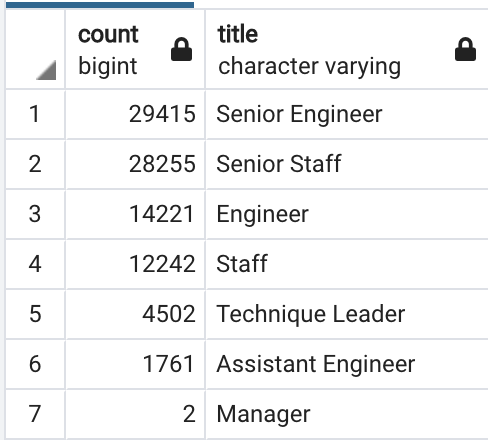 count title
bigint character varying
1 29415 Senior Engineer
2 28255 Senior Staff
3 14221 Engineer
4 12242 Staff
5 4502 Technique Leader
6 1761 Assistant Engineer
7 2 Manager